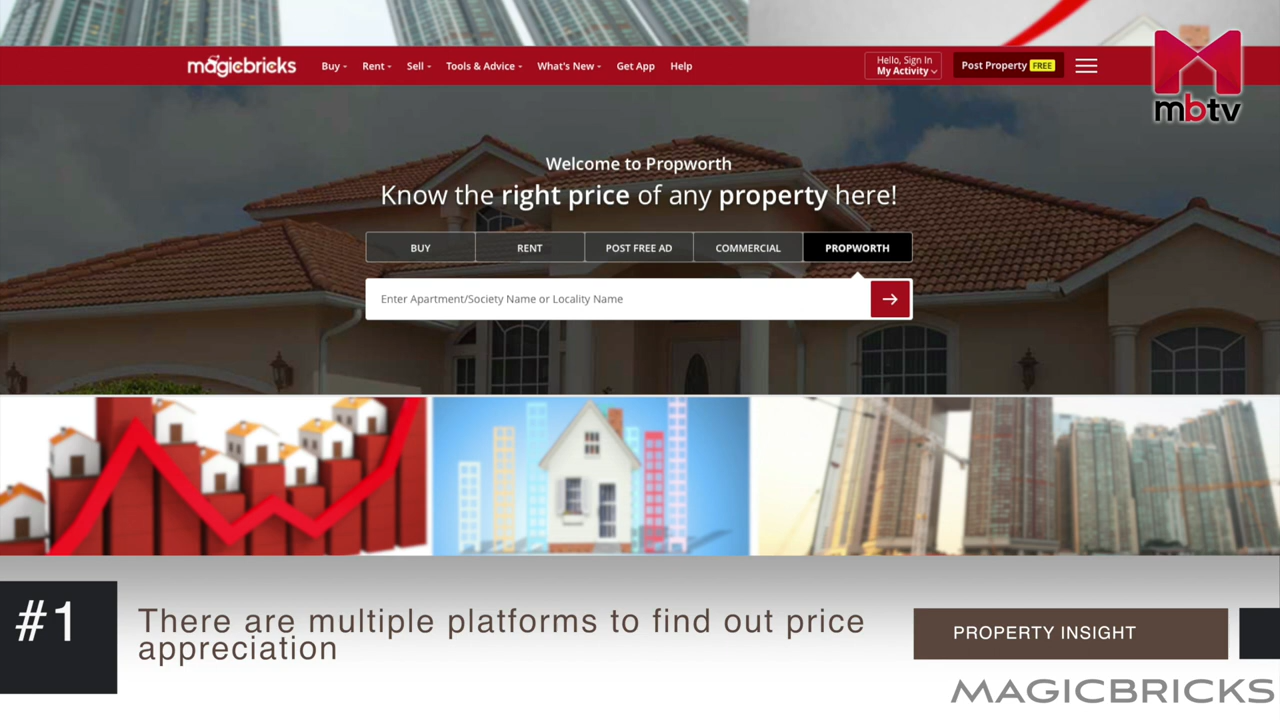 magicbricks
Buy Rent Sell Tools & Advice What's New Get App Help
Hello, Sign In
My Activity
Post Property FREE
mbtv
Welcome to Propworth
Know the right price of any property here!
BUY RENT POST FREE AD COMMERCIAL PROPWORTH
Enter Apartment/Society Name or Locality Name
#1
There are multiple platforms to find out price
appreciation
PROPERTY INSIGHT
MAGICBRICKS